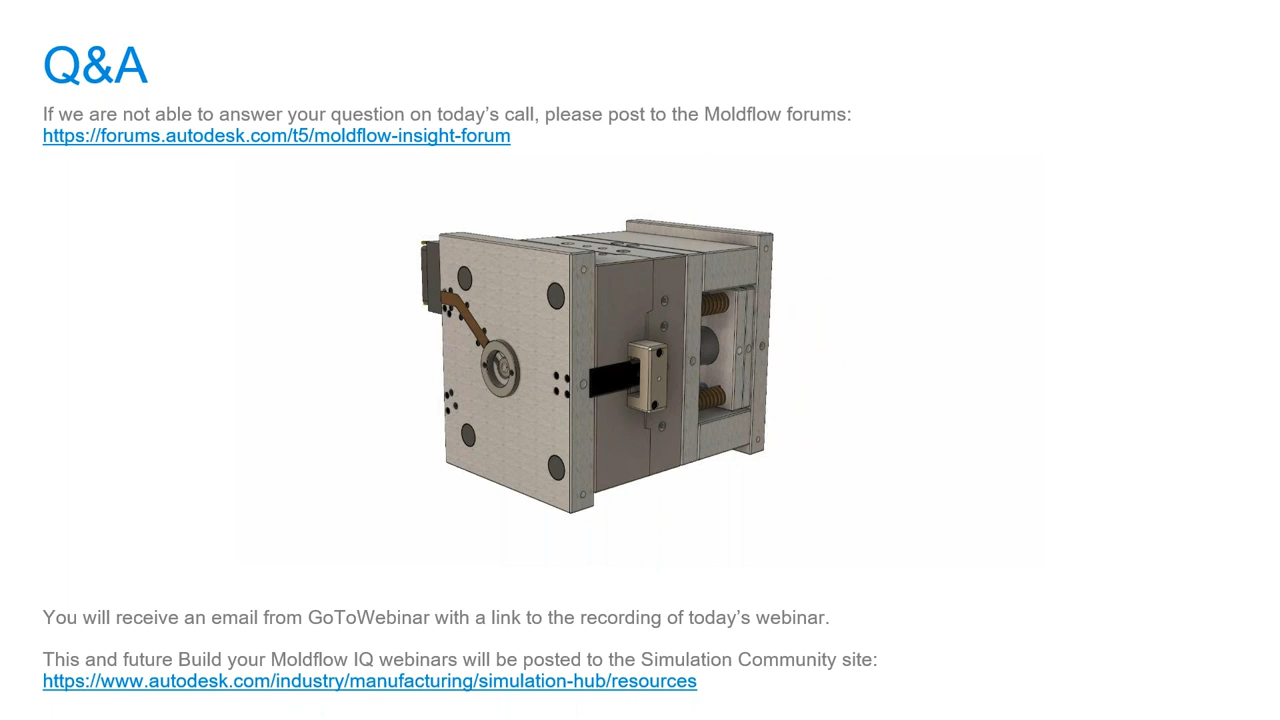 Q&A
If we are not able to answer your question on today’s call, please post to the Moldflow forums:
https://forums.autodesk.com/t5/moldflow-insight-forum
You will receive an email from GoToWebinar with a link to the recording of today’s webinar.
This and future Build your Moldflow IQ webinars will be posted to the Simulation Community site:
https://www.autodesk.com/industry/manufacturing/simulation-hub/resources